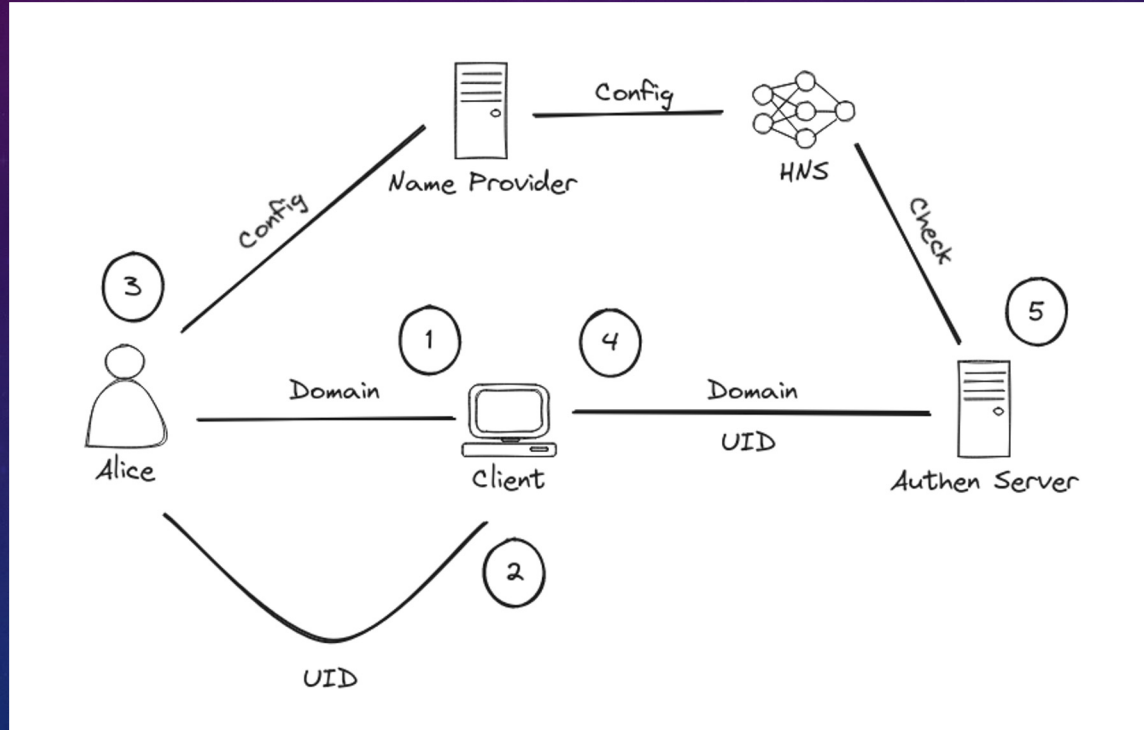 Config
Name Provider
HNS
Config
Check
3
5
1
4
Domain
Domain
UID
Alice
Client
Authen Server
2
UID